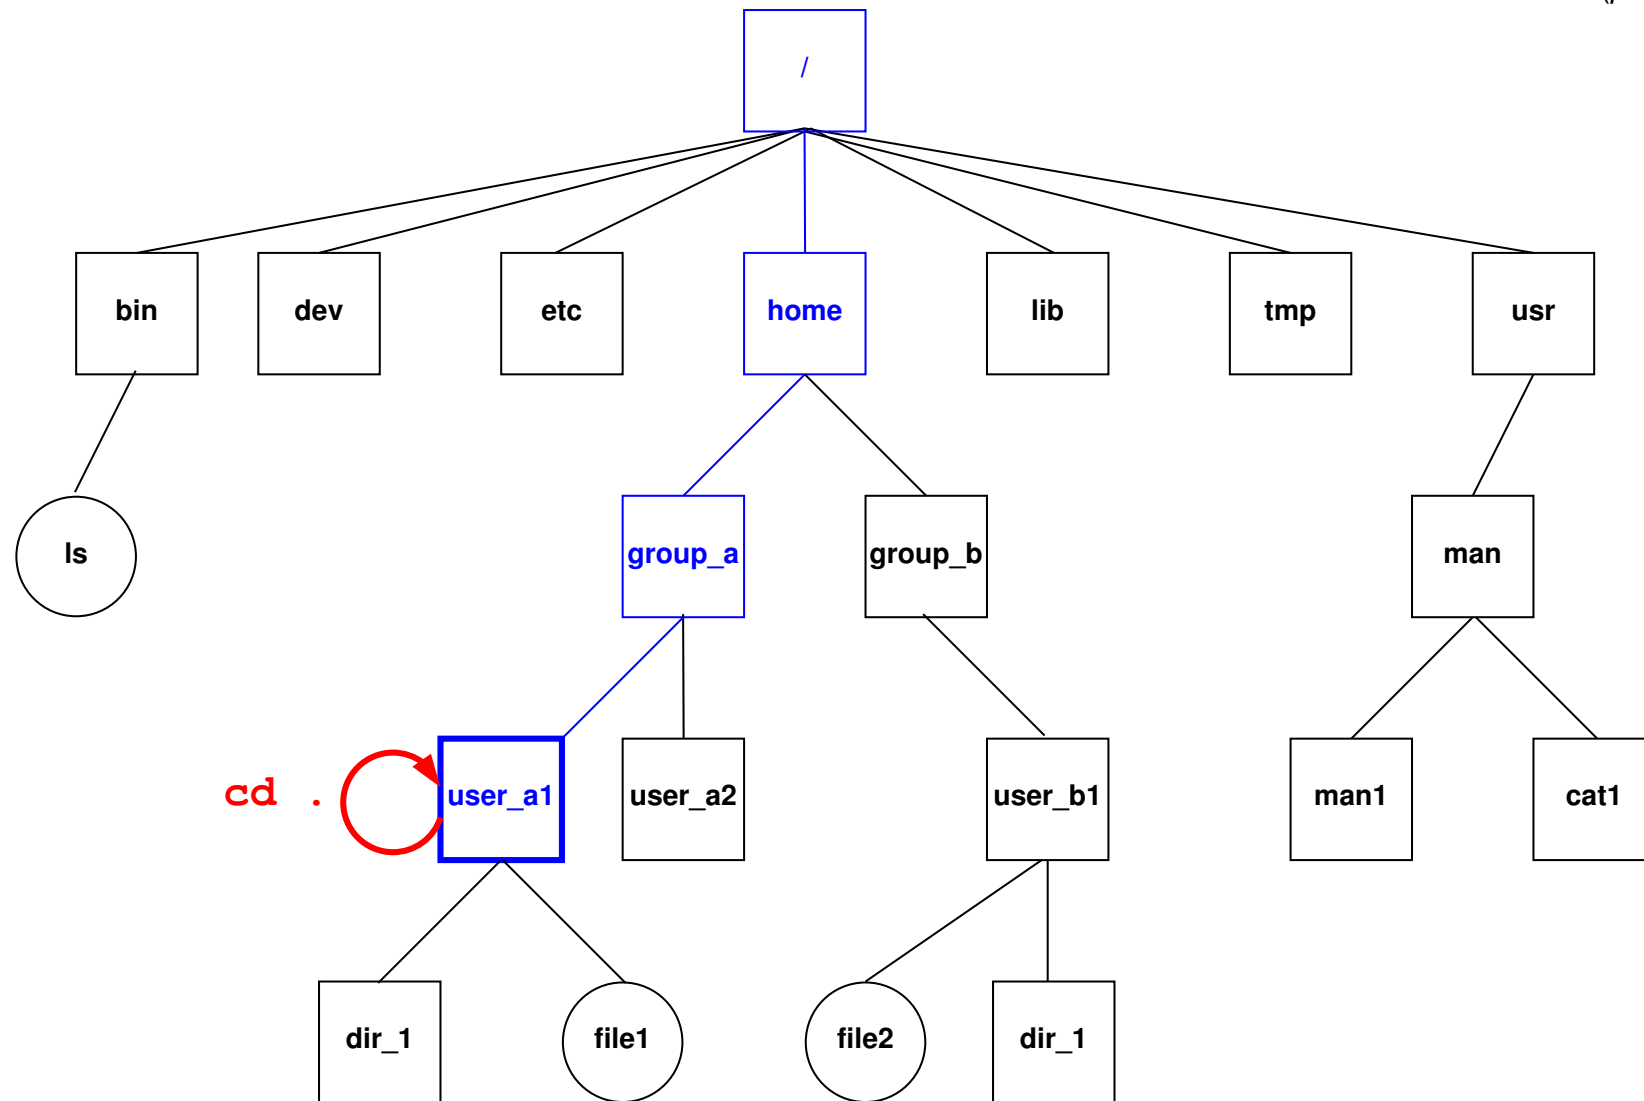 /
bin dev etc home lib tmp usr
ls group_a group_b man
cd . user_a1 user_a2 user_b1 man1 cat1
dir_1 file1 file2 dir_1